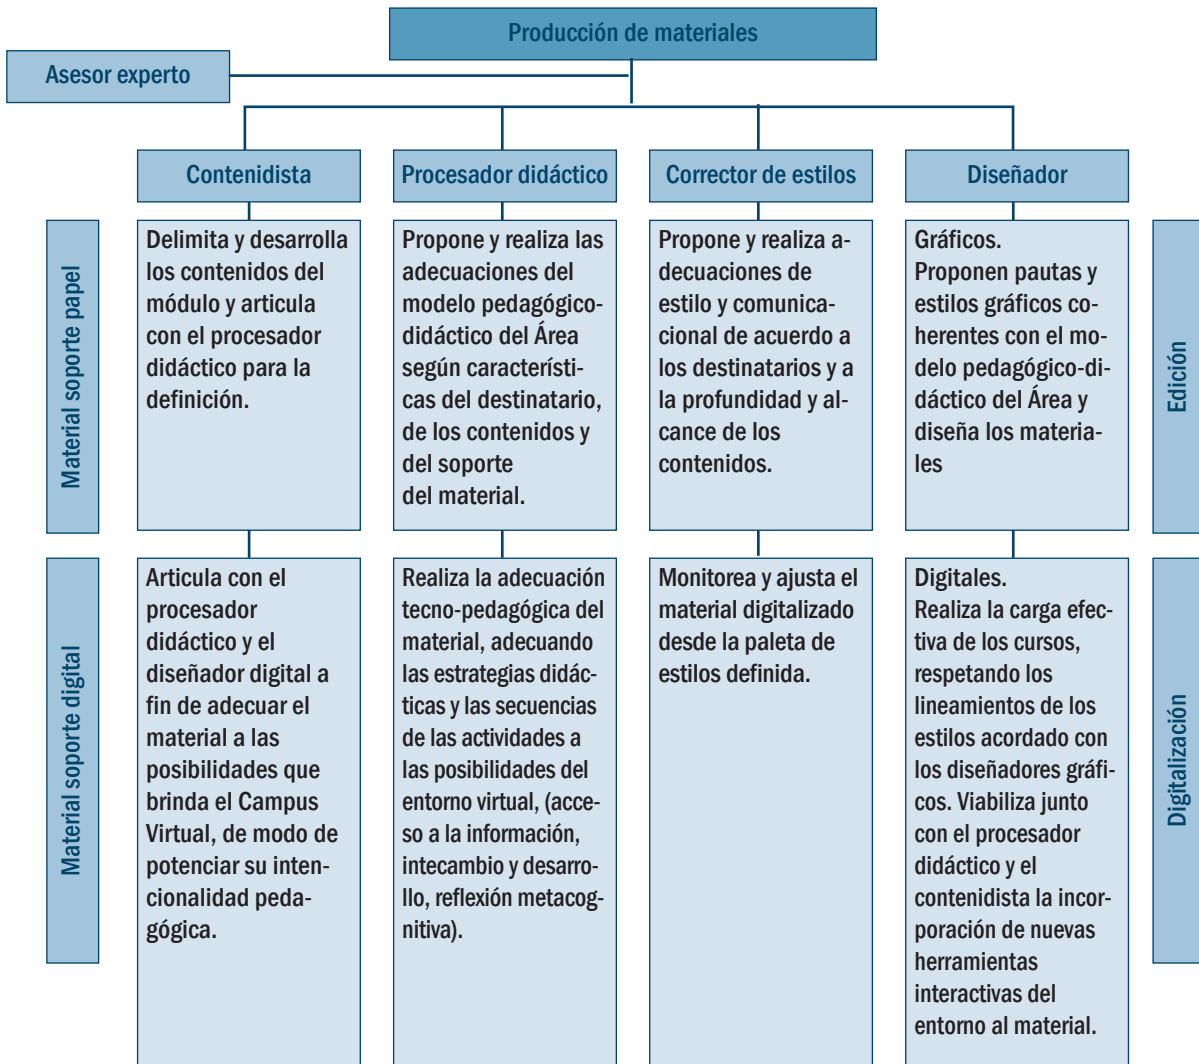 Producción de materiales
Asesor experto
Contenidista
Procesador didáctico
Corrector de estilos
Diseñador
Material soporte papel
Delimita y desarrolla
los contenidos del
módulo y articula
con el procesador
didáctico para la
definición.
Propone y realiza las
adecuaciones del
modelo pedagógico-
didáctico del Área
según característi-
cas del destinatario,
de los contenidos y
del soporte
del material.
Propone y realiza a-
decuaciones de
estilo y comunica-
cional de acuerdo a
los destinatarios y a
la profundidad y al-
cance de los
contenidos.
Gráficos.
Proponen pautas y
estilos gráficos co-
herentes con el mo-
delo pedagógico-di-
dáctico del Área y
diseña los materia-
les
Edición
Material soporte digital
Articula con el
procesador
didáctico y el
diseñador digital a
fin de adecuar el
material a las
posibilidades que
brinda el Campus
Virtual, de modo de
potenciar su inten-
cionalidad peda-
gógica.
Realiza la adecuación
tecno-pedagógica del
material, adecuando
las estrategias didác-
ticas y las secuencias
de las actividades a
las posibilidades del
entorno virtual, (acce-
so a la información,
intecambio y desarro-
llo, reflexión metacog-
nitiva).
Monitorea y ajusta el
material digitalizado
desde la paleta de
estilos definida.
Digitales.
Realiza la carga efec-
tiva de los cursos,
respetando los
lineamientos de los
estilos acordado con
los diseñadores gráfi-
cos. Viabiliza junto
con el procesador
didáctico y el
contenidista la incor-
poración de nuevas
herramientas
interactivas del
entorno al material.
Digitalización